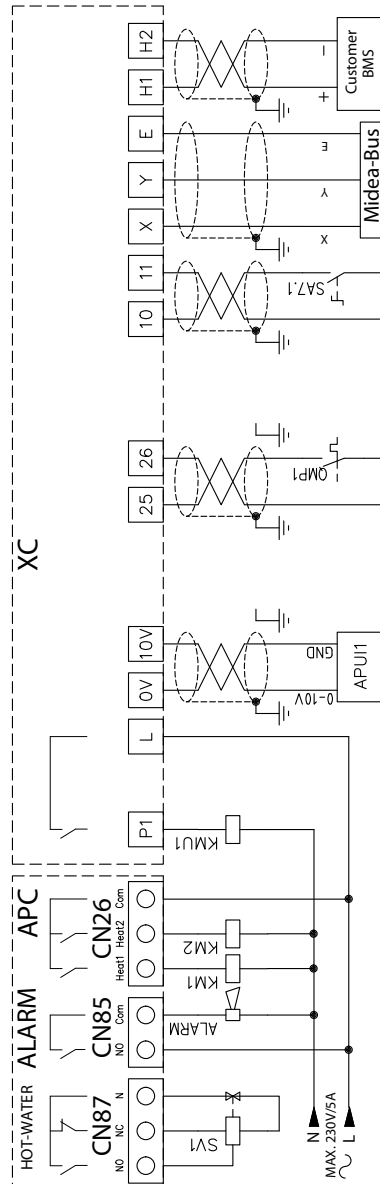 XC
APC
ALARM
HOT-WATER
CN26
CN85
CN87
H2
H1
E
Y
X
11
10
26
25
10V
0V
L
P1
Com
Heat2
Heat1
Com
NO
N
NC
NO
Customer
BMS
-
+
Midea-Bus
E
Y
X
SA7.1
QMP1
APUI1
GND
0-10V
KMU1
KM2
KM1
ALARM
SV1
N
L
MAX. 230V/5A